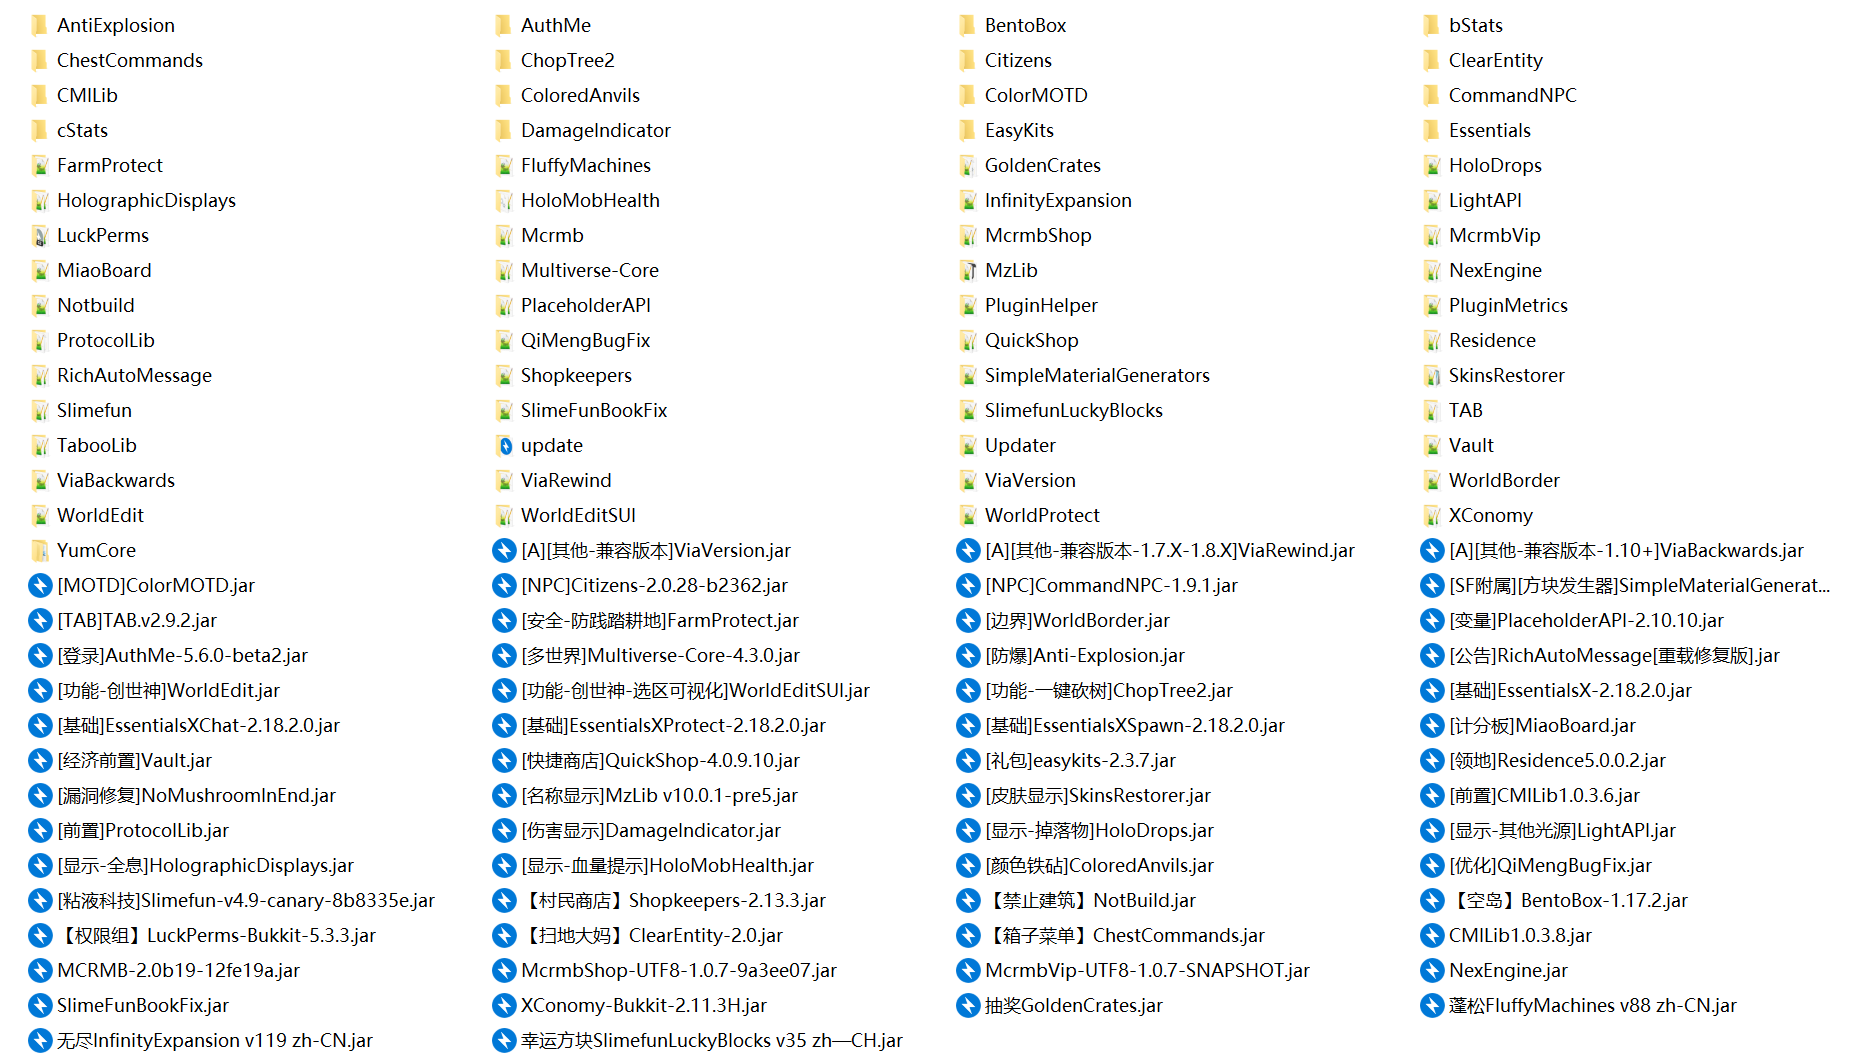 AntiExplosion
AuthMe
BentoBox
bStats
ChestCommands
ChopTree2
Citizens
ClearEntity
CMILib
ColoredAnvils
ColorMOTD
CommandNPC
cStats
DamageIndicator
EasyKits
Essentials
FarmProtect
FluffyMachines
GoldenCrates
HoloDrops
HolographicDisplays
HoloMobHealth
InfinityExpansion
LightAPI
LuckPerms
Mcrmb
McrmbShop
McrmbVip
MiaoBoard
Multiverse-Core
MzLib
NexEngine
Notbuild
PlaceholderAPI
PluginHelper
PluginMetrics
ProtocolLib
QiMengBugFix
QuickShop
Residence
RichAutoMessage
Shopkeepers
SimpleMaterialGenerators
SkinsRestorer
Slimefun
SlimeFunBookFix
SlimefunLuckyBlocks
TAB
TabooLib
update
Updater
Vault
ViaBackwards
ViaRewind
ViaVersion
WorldBorder
WorldEdit
WorldEditSUI
WorldProtect
XConomy
YumCore
[A][其他-兼容版本]ViaVersion.jar
[A][其他-兼容版本-1.7.X-1.8.X]ViaRewind.jar
[A][其他-兼容版本-1.10+]ViaBackwards.jar
[MOTD]ColorMOTD.jar
[NPC]Citizens-2.0.28-b2362.jar
[NPC]CommandNPC-1.9.1.jar
[SF附属][方块发生器]SimpleMaterialGenerat...
[TAB]TAB.v2.9.2.jar
[安全-防践踏耕地]FarmProtect.jar
[边界]WorldBorder.jar
[变量]PlaceholderAPI-2.10.10.jar
[登录]AuthMe-5.6.0-beta2.jar
[多世界]Multiverse-Core-4.3.0.jar
[防爆]Anti-Explosion.jar
[公告]RichAutoMessage[重载修复版].jar
[功能-创世神]WorldEdit.jar
[功能-创世神-选区可视化]WorldEditSUI.jar
[功能-一键砍树]ChopTree2.jar
[基础]EssentialsX-2.18.2.0.jar
[基础]EssentialsXChat-2.18.2.0.jar
[基础]EssentialsXProtect-2.18.2.0.jar
[基础]EssentialsXSpawn-2.18.2.0.jar
[计分板]MiaoBoard.jar
[经济前置]Vault.jar
[快捷商店]QuickShop-4.0.9.10.jar
[礼包]easykits-2.3.7.jar
[领地]Residence5.0.0.2.jar
[漏洞修复]NoMushroomInEnd.jar
[名称显示]MzLib v10.0.1-pre5.jar
[皮肤显示]SkinsRestorer.jar
[前置]CMILib1.0.3.6.jar
[前置]ProtocolLib.jar
[伤害显示]DamageIndicator.jar
[显示-掉落物]HoloDrops.jar
[显示-其他光源]LightAPI.jar
[显示-全息]HolographicDisplays.jar
[显示-血量提示]HoloMobHealth.jar
[颜色铁砧]ColoredAnvils.jar
[优化]QiMengBugFix.jar
[粘液科技]Slimefun-v4.9-canary-8b8335e.jar
【村民商店】Shopkeepers-2.13.3.jar
【禁止建筑】NotBuild.jar
【空岛】BentoBox-1.17.2.jar
【权限组】LuckPerms-Bukkit-5.3.3.jar
【扫地大妈】ClearEntity-2.0.jar
【箱子菜单】ChestCommands.jar
CMILib1.0.3.8.jar
MCRMB-2.0b19-12fe19a.jar
McrmbShop-UTF8-1.0.7-9a3ee07.jar
McrmbVip-UTF8-1.0.7-SNAPSHOT.jar
NexEngine.jar
SlimeFunBookFix.jar
XConomy-Bukkit-2.11.3H.jar
抽奖GoldenCrates.jar
蓬松FluffyMachines v88 zh-CN.jar
无尽InfinityExpansion v119 zh-CN.jar
幸运方块SlimefunLuckyBlocks v35 zh—CH.jar